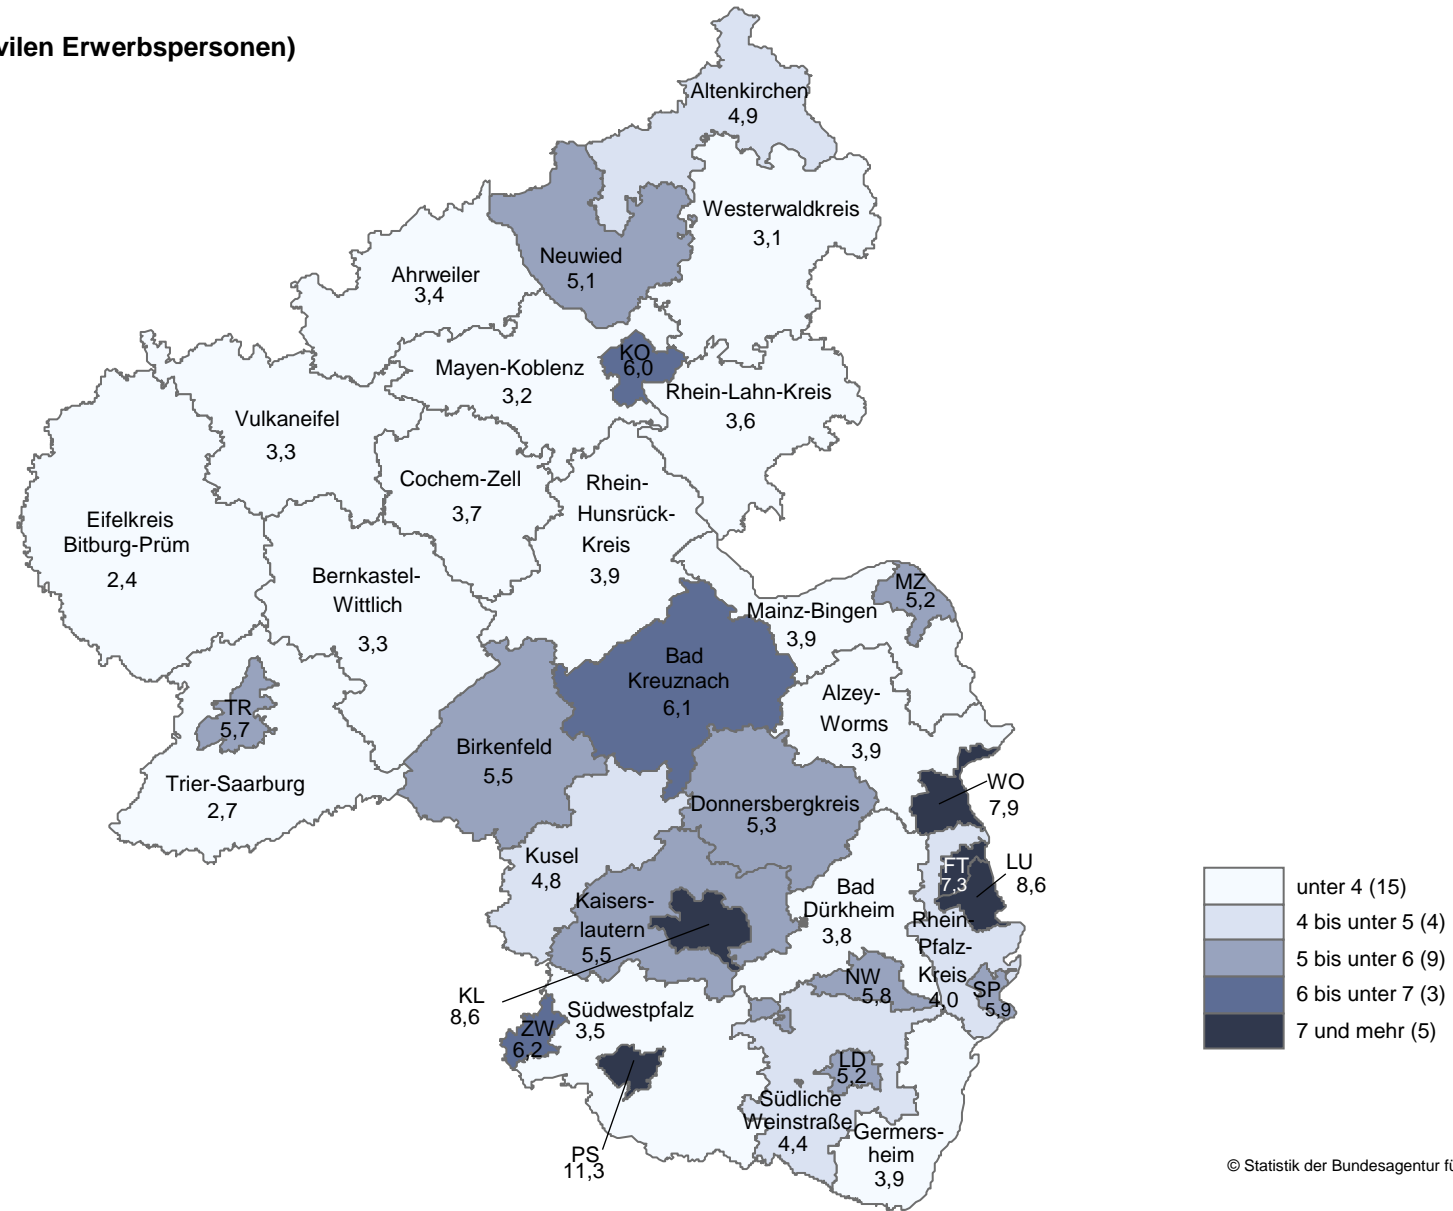 vilen Erwerbspersonen)
Altenkirchen
4,9
Westerwaldkreis
3,1
Neuwied
5,1
Ahrweiler
3,4
KO
6,0
Mayen-Koblenz
3,2
Rhein-Lahn-Kreis
3,6
Vulkaneifel
3,3
Cochem-Zell
3,7
Rhein-
Hunsrück-
Kreis
3,9
Eifelkreis
Bitburg-Prüm
2,4
Bernkastel-
Wittlich
3,3
MZ
5,2
Mainz-Bingen
3,9
Bad
Kreuznach
6,1
Alzey-
Worms
3,9
TR
5,7
Trier-Saarburg
2,7
Birkenfeld
5,5
Donnersbergkreis
5,3
WO
7,9
Kusel
4,8
FT
7,3
LU
8,6
Kaisers-
lautern
5,5
Bad
Dürkheim
3,8
Rhein-
Pfalz-
Kreis
4,0
NW
5,8
SP
5,9
KL
8,6
ZW
6,2
Südwestpfalz
3,5
LD
5,2
Südliche
Weinstraße
4,4
Germers-
heim
3,9
PS
11,3
unter 4 (15)
4 bis unter 5 (4)
5 bis unter 6 (9)
6 bis unter 7 (3)
7 und mehr (5)
© Statistik der Bundesagentur fü